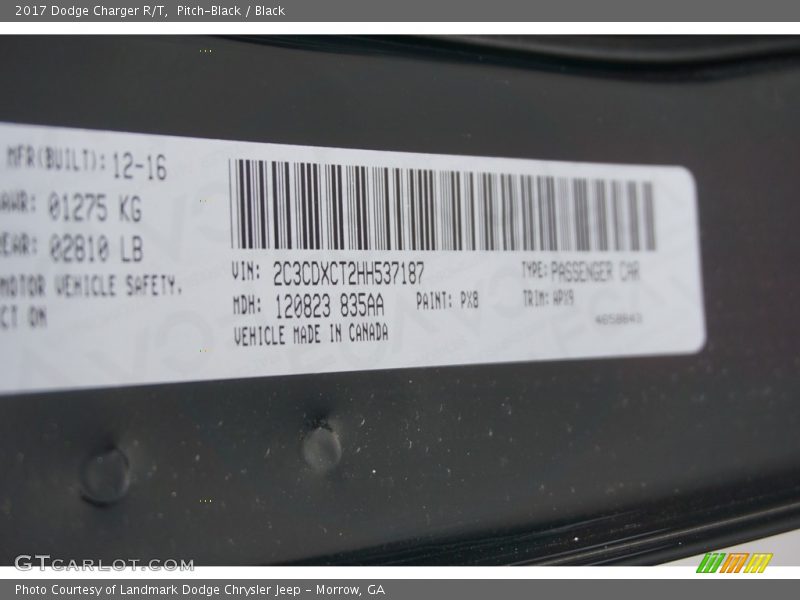 2017 Dodge Charger R/T, Pitch-Black / Black
MFR(BUILT): 12-16
01275 KG
02810 LB
MOTOR VEHICLE SAFETY.
CT ON
VIN: 2C3CDXCT2HH537187
TYPE: PASSENGER CAR
MDH: 120823 835AA
PAINT: PX8
TRIM: APX9
VEHICLE MADE IN CANADA
4658843
GTcarlot.com
Photo Courtesy of Landmark Dodge Chrysler Jeep - Morrow, GA